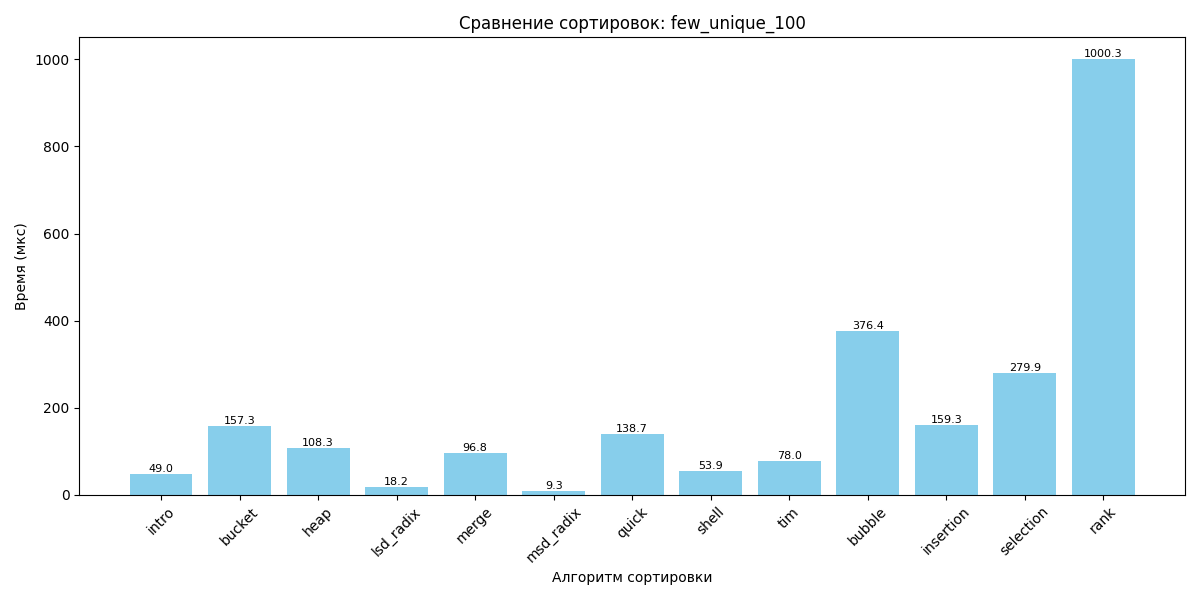 Сравнение сортировок: few_unique_100
Время (мкс)
1000
800
600
400
200
0
49.0
157.3
108.3
18.2
96.8
9.3
138.7
53.9
78.0
376.4
159.3
279.9
1000.3
intro
bucket
heap
lsd_radix
merge
msd_radix
quick
shell
tim
bubble
insertion
selection
rank
Алгоритм сортировки